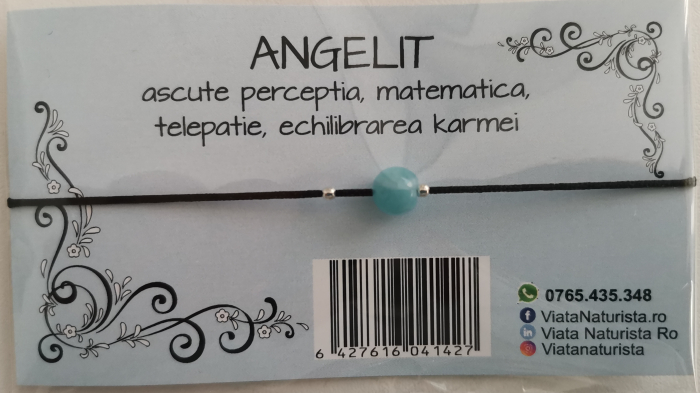 ANGELIT
ascute perceptia, matematica,
telepatie, echilibrarea karmei
6 427616 041427
0765.435.348
ViataNaturista.ro
Viata Naturista Ro
Viatanaturista